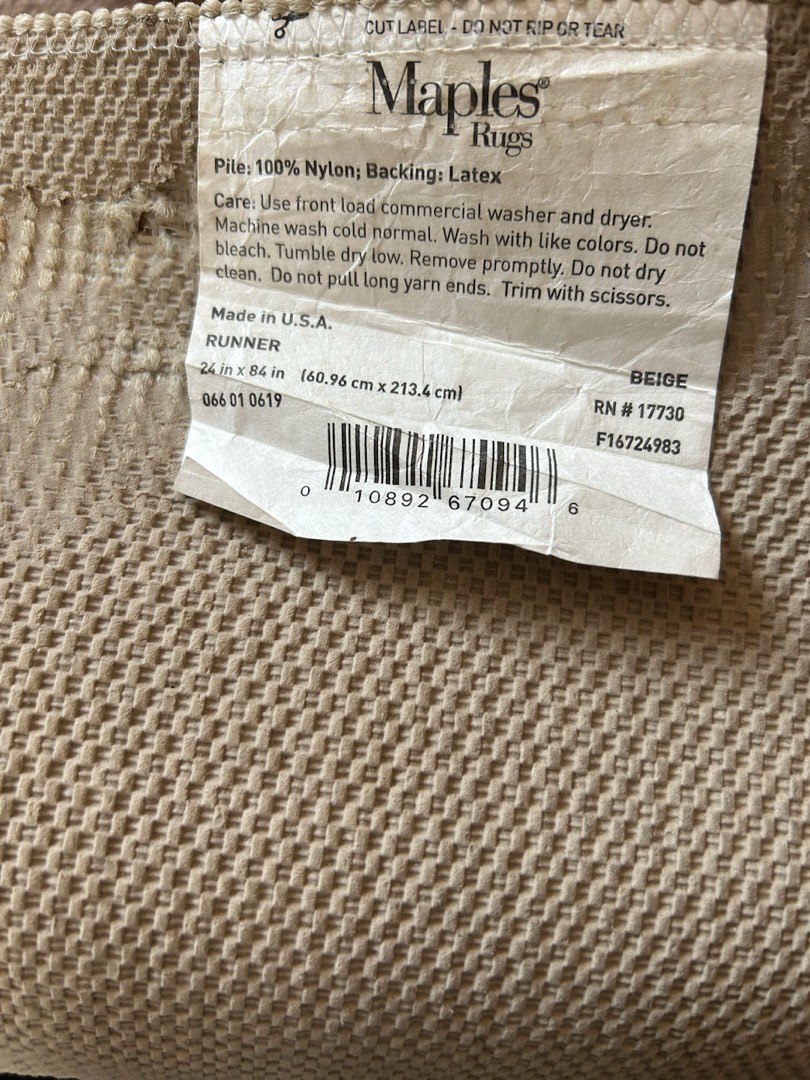 CUT LABEL - DO NOT RIP OR TEAR
Maples®
Rugs
Pile: 100% Nylon; Backing: Latex
Care: Use front load commercial washer and dryer.
Machine wash cold normal. Wash with like colors. Do not
bleach. Tumble dry low. Remove promptly. Do not dry
clean. Do not pull long yarn ends. Trim with scissors.
Made in U.S.A.
RUNNER
24 in x 84 in (60.96 cm x 213.4 cm)
066 01 0619
BEIGE
RN # 17730
F16724983
0 10892 67094 6